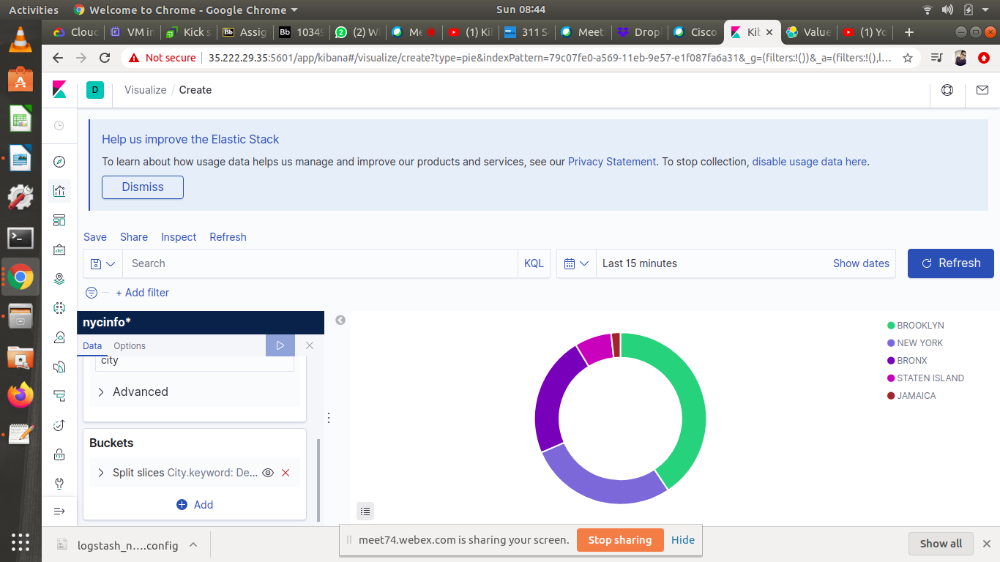 Activities
Welcome to Chrome - Google Chrome
Sun 08:44
Clouc
VM in
Kick s
Bb Assig
Bb 10349
(2) W
Me
(1) Kil
311 S
Meet
Dropl
Cisco
Kib
Value
(1) Yo
Not secure
35.222.29.35:5601/app/kibana#/visualize/create?type=pie&indexPattern=79c07fe0-a569-11eb-9e57-e1f087fa6a31&_g=(filters:!())&_a=(filters:!(),l...
D
Visualize / Create
Help us improve the Elastic Stack
To learn about how usage data helps us manage and improve our products and services, see our Privacy Statement. To stop collection, disable usage data here.
Dismiss
Save Share Inspect Refresh
Search
KQL
Last 15 minutes
Show dates
Refresh
+ Add filter
nycinfo*
Data Options
city
Advanced
Buckets
Split slices City.keyword: De...
Add
BROOKLYN
NEW YORK
BRONX
STATEN ISLAND
JAMAICA
logstash_n....config
meet74.webex.com is sharing your screen.
Stop sharing
Hide
Show all